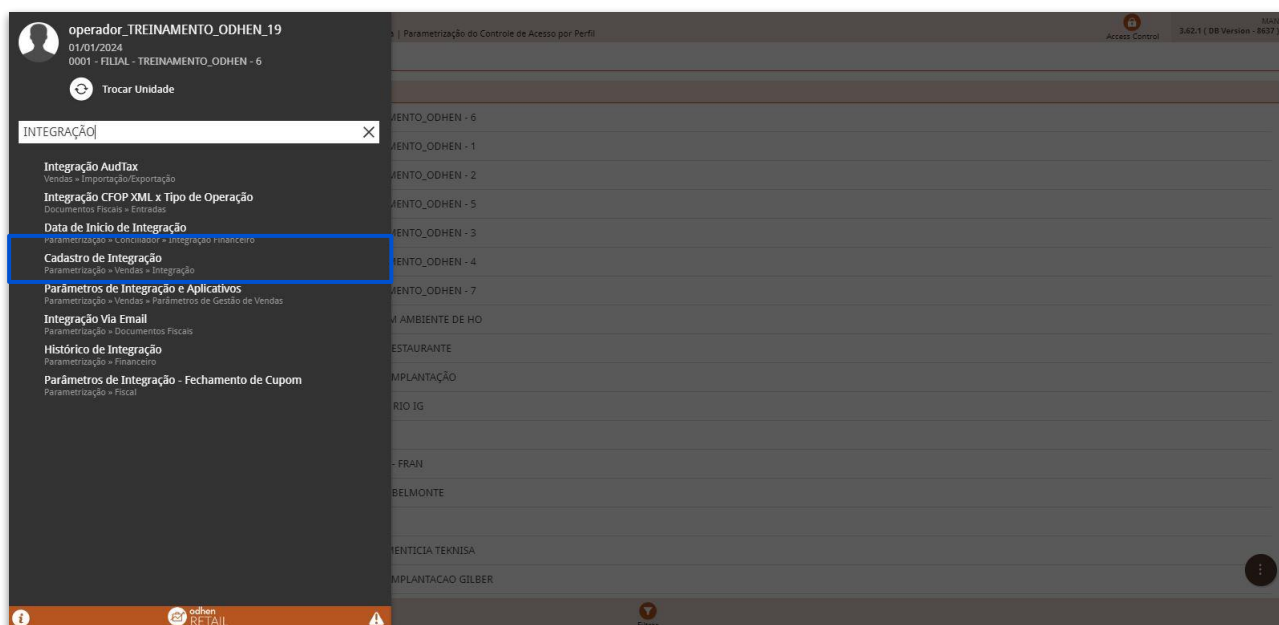 operador_TREINAMENTO_ODHEN_19
01/01/2024
0001 - FILIAL - TREINAMENTO_ODHEN - 6
Trocar Unidade
INTEGRAÇÃO
Integração AudTax
Vendas » Importação/Exportação
Integração CFOP XML x Tipo de Operação
Documentos Fiscais » Entradas
Data de Inicio de Integração
Parametrização » Conciliador » Integração Financeiro
Cadastro de Integração
Parametrização » Vendas » Integração
Parâmetros de Integração e Aplicativos
Parametrização » Vendas » Parâmetros de Gestão de Vendas
Integração Via Email
Parametrização » Documentos Fiscais
Histórico de Integração
Parametrização » Financeiro
Parâmetros de Integração - Fechamento de Cupom
Parametrização » Fiscal
odhen
RETAIL
| Parametrização do Controle de Acesso por Perfil
Access Control
MAN
3.62.1 ( DB Version - 8637 )
MENTO_ODHEN - 6
MENTO_ODHEN - 1
MENTO_ODHEN - 2
MENTO_ODHEN - 5
MENTO_ODHEN - 3
MENTO_ODHEN - 4
MENTO_ODHEN - 7
M AMBIENTE DE HO
ESTAURANTE
MPLANTAÇÃO
RIO IG
- FRAN
BELMONTE
MENTICIA TEKNISA
MPLANTACAO GILBER